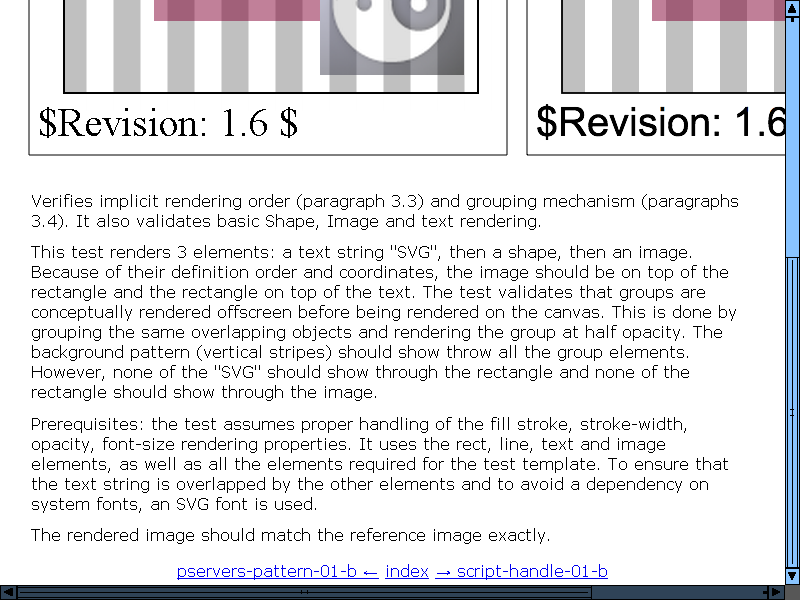 $Revision: 1.6 $
$Revision: 1.6
Verifies implicit rendering order (paragraph 3.3) and grouping mechanism (paragraphs
3.4). It also validates basic Shape, Image and text rendering.
This test renders 3 elements: a text string "SVG", then a shape, then an image.
Because of their definition order and coordinates, the image should be on top of the
rectangle and the rectangle on top of the text. The test validates that groups are
conceptually rendered offscreen before being rendered on the canvas. This is done by
grouping the same overlapping objects and rendering the group at half opacity. The
background pattern (vertical stripes) should show throw all the group elements.
However, none of the "SVG" should show through the rectangle and none of the
rectangle should show through the image.
Prerequisites: the test assumes proper handling of the fill stroke, stroke-width,
opacity, font-size rendering properties. It uses the rect, line, text and image
elements, as well as all the elements required for the test template. To ensure that
the text string is overlapped by the other elements and to avoid a dependency on
system fonts, an SVG font is used.
The rendered image should match the reference image exactly.
pservers-pattern-01-b ← index → script-handle-01-b